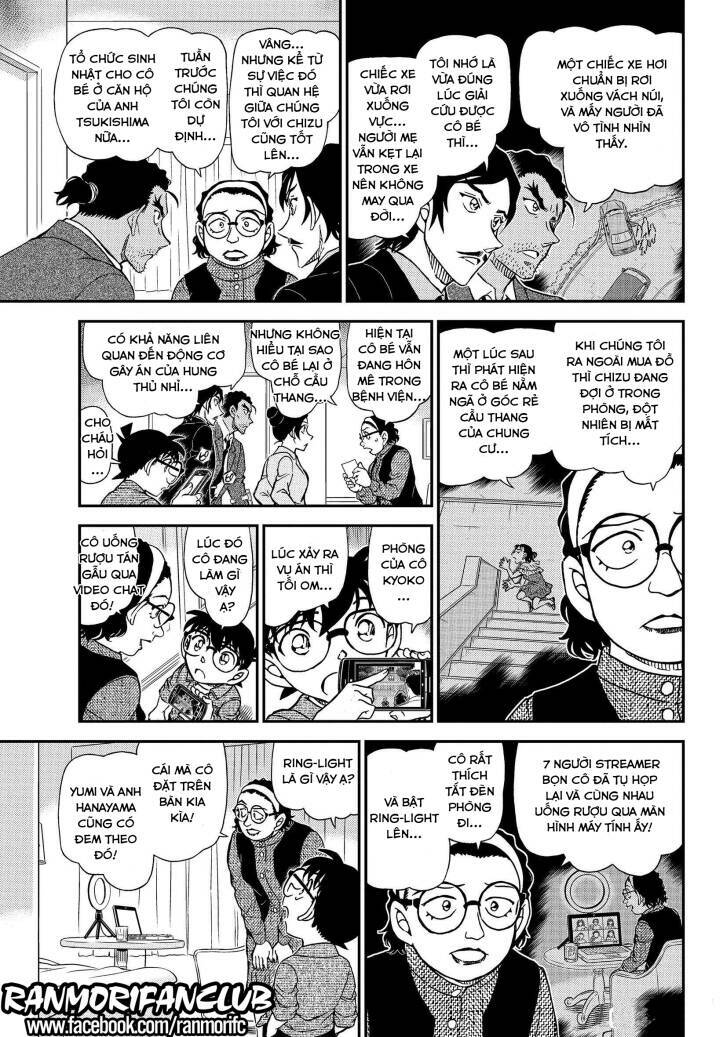 MỘT CHIẾC XE HƠI
CHUẨN BỊ RƠI
XUỐNG VÁCH NÚI,
VÀ MẤY NGƯỜI ĐÃ
VÔ TÌNH NHÌN
THẤY.
TÔI NHỚ LÀ
VỪA ĐÚNG
LÚC GIẢI
CỨU ĐƯỢC
CÔ BÉ
THÌ...
CHIẾC XE
VỪA RƠI
XUỐNG
VỰC...
NGƯỜI MẸ
VẪN KẸT LẠI
TRONG XE
NÊN KHÔNG
MAY QUA
ĐỜI...
VÂNG...
NHƯNG KỂ TỪ
SỰ VIỆC ĐÓ
THÌ QUAN HỆ
GIỮA CHÚNG
TÔI VỚI CHIZU
CŨNG TỐT
LÊN...
TUẦN
TRƯỚC
CHÚNG
TÔI CÒN
DỰ
ĐỊNH...
TỔ CHỨC SINH
NHẬT CHO CÔ
BÉ Ở CĂN HỘ
CỦA ANH
TSUKISHIMA
NỮA...
KHI CHÚNG TÔI
RA NGOÀI MUA ĐỒ
THÌ CHIZU ĐANG
ĐỢI Ở TRONG
PHÒNG, ĐỘT
NHIÊN BỊ MẤT
TÍCH...
MỘT LÚC SAU
THÌ PHÁT HIỆN
RA CÔ BÉ NẰM
NGÃ Ở GÓC RẼ
CẦU THANG
CỦA CHUNG
CƯ...
HIỆN TẠI
CÔ BÉ VẪN
ĐANG HÔN
MÊ TRONG
BỆNH VIỆN...
NHƯNG KHÔNG
HIỂU TẠI SAO
CÔ BÉ LẠI Ở
CHỖ CẦU
THANG...
CÓ KHẢ NĂNG LIÊN
QUAN ĐẾN ĐỘNG CƠ
GÂY ÁN CỦA HUNG
THỦ NHỈ...
CHO
CHÁU
HỎI...
PHÒNG
CỦA CÔ
KYOKO...
LÚC XẢY RA
VỤ ÁN THÌ
TỐI OM...
LÚC ĐÓ
CÔ ĐANG
LÀM GÌ
VẬY Ạ?
CÔ UỐNG
RƯỢU TÁN
GẪU QUA
VIDEO CHAT
ĐÓ!
7 NGƯỜI STREAMER
BỌN CÔ ĐÃ TỤ HỌP
LẠI VÀ CÙNG NHAU
UỐNG RƯỢU QUA MÀN
HÌNH MÁY TÍNH ẤY!
CÔ RẤT
THÍCH
TẮT ĐÈN
PHÒNG
ĐI...
VÀ BẬT
RING-LIGHT
LÊN...
RING-LIGHT
LÀ GÌ VẬY Ạ?
CÁI MÀ CÔ
ĐẶT TRÊN
BÀN KIA
KÌA!
YUMI VÀ ANH
HANAYAMA
CŨNG CÓ
ĐEM THEO
ĐÓ!
RANMORIFANCLUB
www.facebook.com/ranmorifc